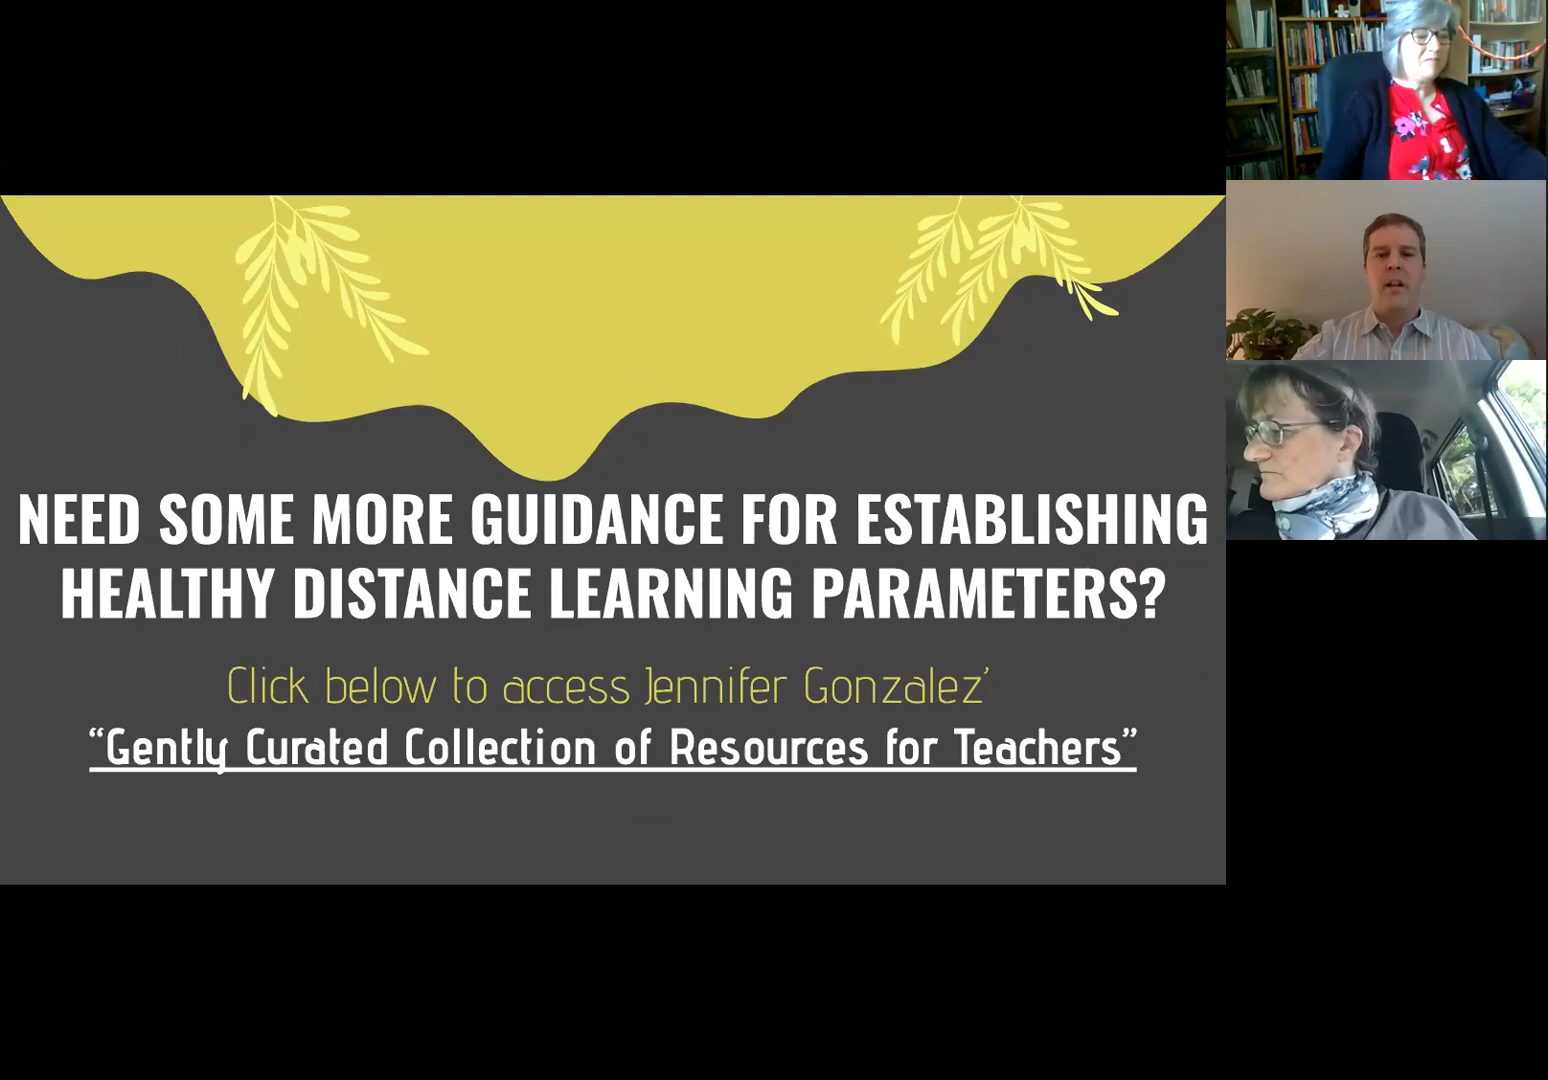 NEED SOME MORE GUIDANCE FOR ESTABLISHING
HEALTHY DISTANCE LEARNING PARAMETERS?
Click below to access Jennifer Gonzalez’
“Gently Curated Collection of Resources for Teachers”